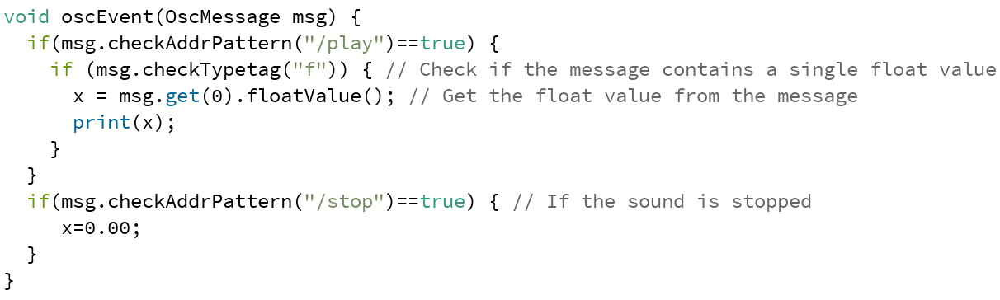 void oscEvent(OscMessage msg) {
  if(msg.checkAddrPattern("/play")==true) {
    if (msg.checkTypetag("f")) { // Check if the message contains a single float value
      x = msg.get(0).floatValue(); // Get the float value from the message
      print(x);
    }
  }
  if(msg.checkAddrPattern("/stop")==true) { // If the sound is stopped
     x=0.00;
  }
}